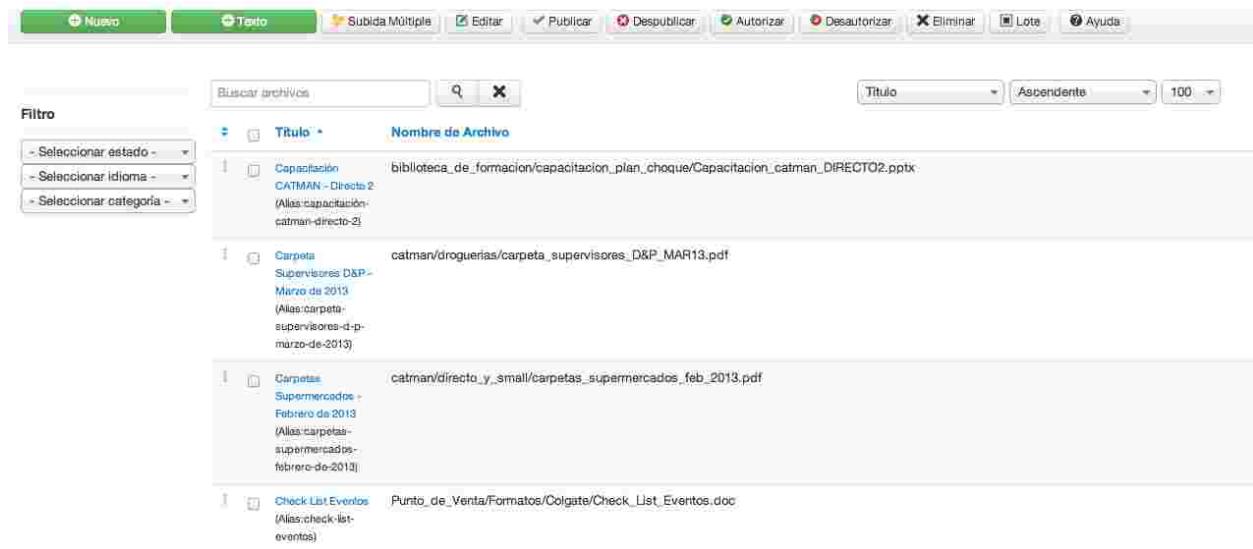 Nuevo Texto Subida Múltiple Editar Publicar Despublicar Autorizar Desautorizar Eliminar Lote Ayuda
Buscar archivos Título Ascendente 100
Filtro
Título Nombre de Archivo
- Seleccionar estado -
- Seleccionar idioma -
- Seleccionar categoría -
Capacitación biblioteca_de_formacion/capacitacion_plan_choque/Capacitacion_catman_DIRECTO2.pptx
CATMAN - Directo 2
(Alias:capacitación-
catman-directo-2)
Carpeta catman/droguerias/carpeta_supervisores_D&P_MAR13.pdf
Supervisores D&P -
Marzo de 2013
(Alias:carpeta-
supervisores-d-p-
marzo-de-2013)
Carpetas catman/directo_y_small/carpetas_supermercados_feb_2013.pdf
Supermercados -
Febrero de 2013
(Alias:carpetas-
supermercados-
febrero-de-2013)
Check List Eventos Punto_de_Venta/Formatos/Colgate/Check_List_Eventos.doc
(Alias:check-list-
eventos)